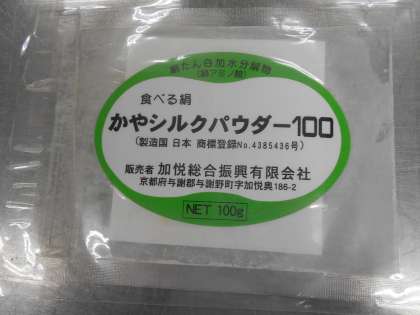 絹たん白加水分解物
(絹アミノ酸)
食べる絹
かやシルクパウダー100
(製造国 日本 商標登録No.4385436号)
販売者 加悦総合振興有限会社
京都府与謝郡与謝野町字加悦奥186-2
NET 100g